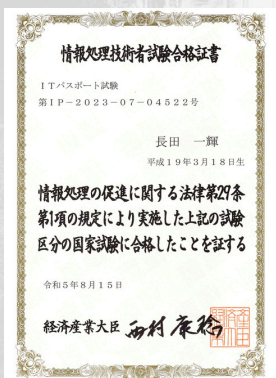 情報処理技術者試験合格証書
ITパスポート試験
第IP-2023-07-04522号
長田 一輝
平成19年3月18日生
情報処理の促進に関する法律第29条
第1項の規定により実施した上記の試験
区分の国家試験に合格したことを証する
令和5年8月15日
経済産業大臣 西村康稔